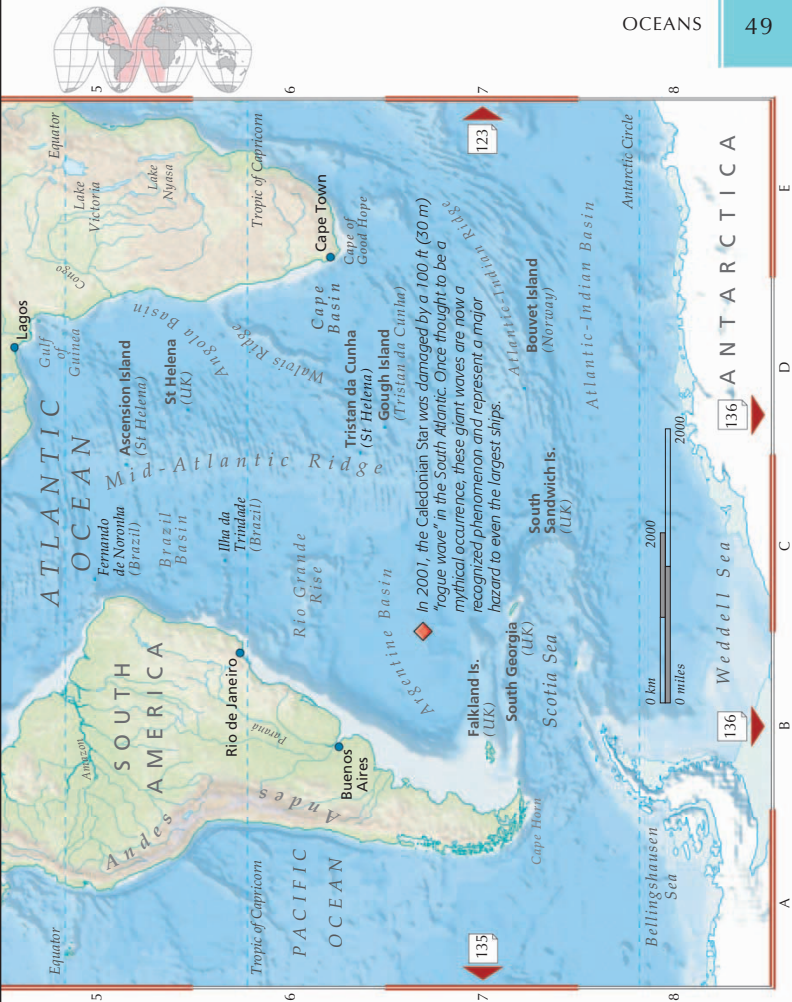 OCEANS
49
5
6
7
8
Equator
Tropic of Capricorn
Antarctic Circle
Lake
Victoria
Lake
Nyasa
Congo
Lagos
Gulf
of
Guinea
Cape Town
Cape of
Good Hope
Cape
Basin
Angola Basin
Walvis Ridge
ATLANTIC
OCEAN
Ascension Island
(St Helena)
St Helena
(UK)
Tristan da Cunha
(St Helena)
Gough Island
(Tristan da Cunha)
Mid-Atlantic Ridge
Fernando
de Noronha
(Brazil)
Brazil
Basin
Ilha da
Trindade
(Brazil)
Rio Grande
Rise
Argentine Basin
In 2001, the Caledonian Star was damaged by a 100 ft (30 m)
"rogue wave" in the South Atlantic. Once thought to be a
mythical occurrence, these giant waves are now a
recognized phenomenon and represent a major
hazard to even the largest ships.
Atlantic-Indian Ridge
Bouvet Island
(Norway)
Atlantic-Indian Basin
South
Sandwich Is.
(UK)
SOUTH
AMERICA
Amazon
Rio de Janeiro
Paraná
Buenos
Aires
Andes
Andes
Falkland Is.
(UK)
South Georgia
(UK)
Scotia Sea
Cape Horn
Equator
Tropic of Capricorn
PACIFIC
OCEAN
Bellingshausen
Sea
Weddell Sea
ANTARCTICA
0 km
2000
0 miles
2000
123
135
136
136
5
6
7
8
A
B
C
D
E